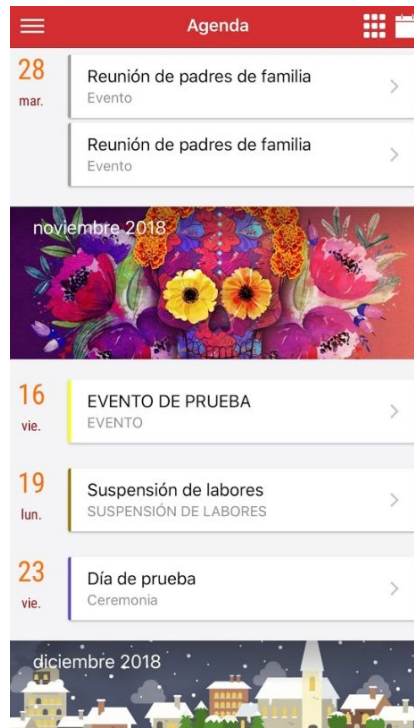 Agenda
28
mar.
Reunión de padres de familia
Evento
Reunión de padres de familia
Evento
noviembre 2018
16
vie.
EVENTO DE PRUEBA
EVENTO
19
lun.
Suspensión de labores
SUSPENSIÓN DE LABORES
23
vie.
Día de prueba
Ceremonia
diciembre 2018